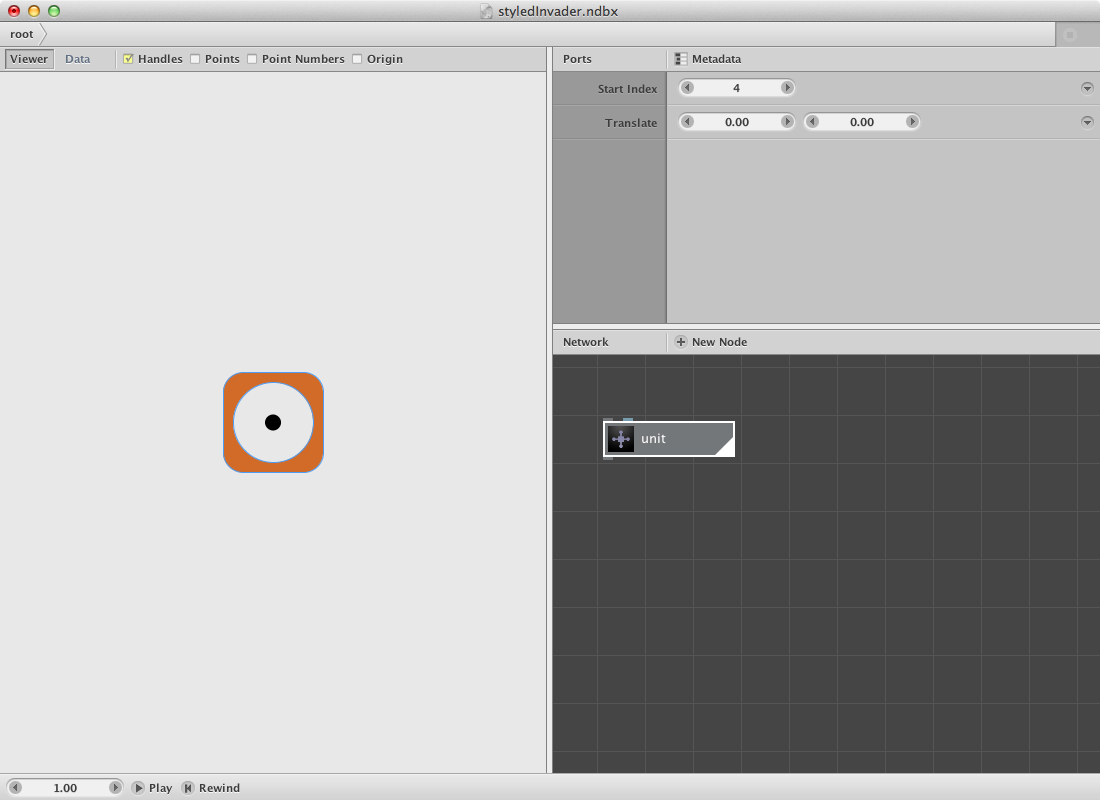 styledInvader.ndbx
root
Viewer Data Handles Points Point Numbers Origin
Ports Metadata
Start Index 4
Translate 0.00 0.00
Network New Node
unit
1.00 Play Rewind